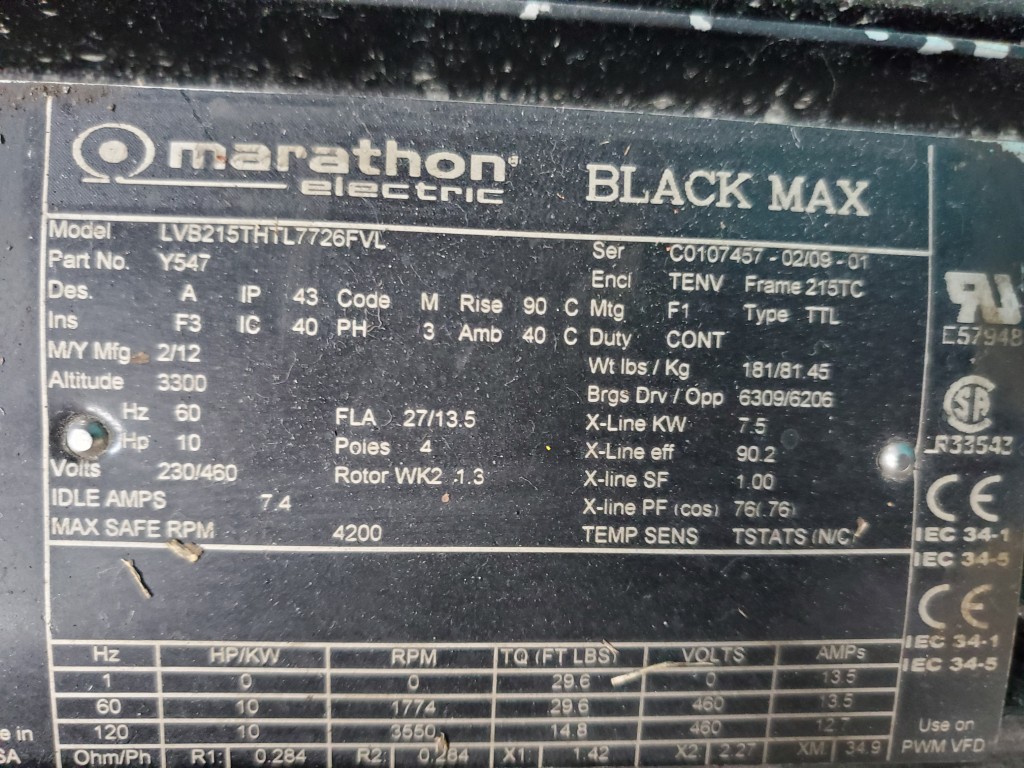 marathon®
electric
BLACK MAX
Model LVB215THTL7726FVL
Part No. Y547
Des. A IP 43 Code M Rise 90 C
Ins F3 IC 40 PH 3 Amb 40 C
M/Y Mfg 2/12
Altitude 3300
Hz 60
Hp 10
Volts 230/460
IDLE AMPS 7.4
MAX SAFE RPM 4200
FLA 27/13.5
Poles 4
Rotor WK2 1.3
Ser C0107457-02/09-01
Encl TENV Frame 215TC
Mtg F1 Type TTL
Duty CONT
Wt lbs/Kg 181/81.45
Brgs Drv / Opp 6309/6206
X-Line KW 7.5
X-Line eff 90.2
X-line SF 1.00
X-line PF (cos) 76(.76)
TEMP SENS TSTATS (N/C)
Hz HP/KW RPM TQ (FT LBS) VOLTS AMPs
1 0 0 29.6 0 13.5
60 10 1774 29.6 460 13.5
120 10 3550 14.8 460 12.7
Ohm/Ph R1: 0.284 R2: 0.284 X1: 1.42 X2: 2.27 XM 34.9
RU
E57948
SA
LR33543
CE
IEC 34-1
IEC 34-5
CE
IEC 34-1
IEC 34-5
Use on
PWM VFD
e in
SA